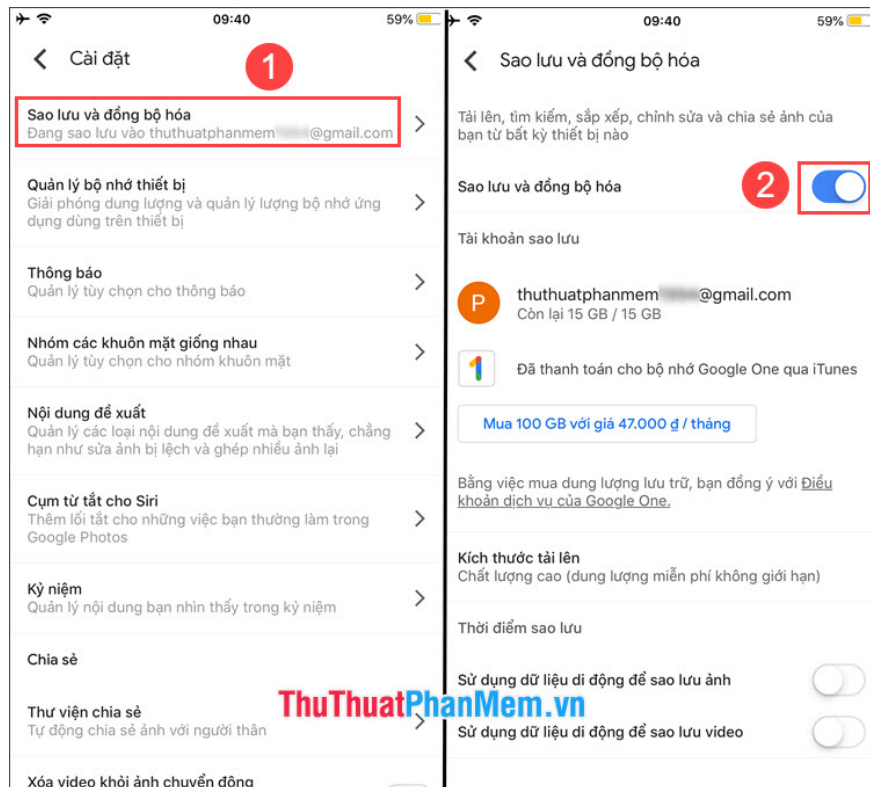 09:40
59%
Cài đặt
1
Sao lưu và đồng bộ hóa
Đang sao lưu vào thuthuatphanmem @gmail.com
Quản lý bộ nhớ thiết bị
Giải phóng dung lượng và quản lý lượng bộ nhớ ứng
dụng dùng trên thiết bị
Thông báo
Quản lý tùy chọn cho thông báo
Nhóm các khuôn mặt giống nhau
Quản lý tùy chọn cho nhóm khuôn mặt
Nội dung đề xuất
Quản lý các loại nội dung đề xuất mà bạn thấy, chẳng
hạn như sửa ảnh bị lệch và ghép nhiều ảnh lại
Cụm từ tắt cho Siri
Thêm lối tắt cho những việc bạn thường làm trong
Google Photos
Kỷ niệm
Quản lý nội dung bạn nhìn thấy trong kỷ niệm
Chia sẻ
Thư viện chia sẻ
Tự động chia sẻ ảnh với người thân
Xóa video khỏi ảnh chuyển động
09:40
59%
Sao lưu và đồng bộ hóa
Tải lên, tìm kiếm, sắp xếp, chỉnh sửa và chia sẻ ảnh của
bạn từ bất kỳ thiết bị nào
Sao lưu và đồng bộ hóa
2
Tài khoản sao lưu
P
thuthuatphanmem @gmail.com
Còn lại 15 GB / 15 GB
1
Đã thanh toán cho bộ nhớ Google One qua iTunes
Mua 100 GB với giá 47.000 ₫ / tháng
Bằng việc mua dung lượng lưu trữ, bạn đồng ý với Điều
khoản dịch vụ của Google One.
Kích thước tải lên
Chất lượng cao (dung lượng miễn phí không giới hạn)
Thời điểm sao lưu
Sử dụng dữ liệu di động để sao lưu ảnh
Sử dụng dữ liệu di động để sao lưu video
ThuThuatPhanMem.vn